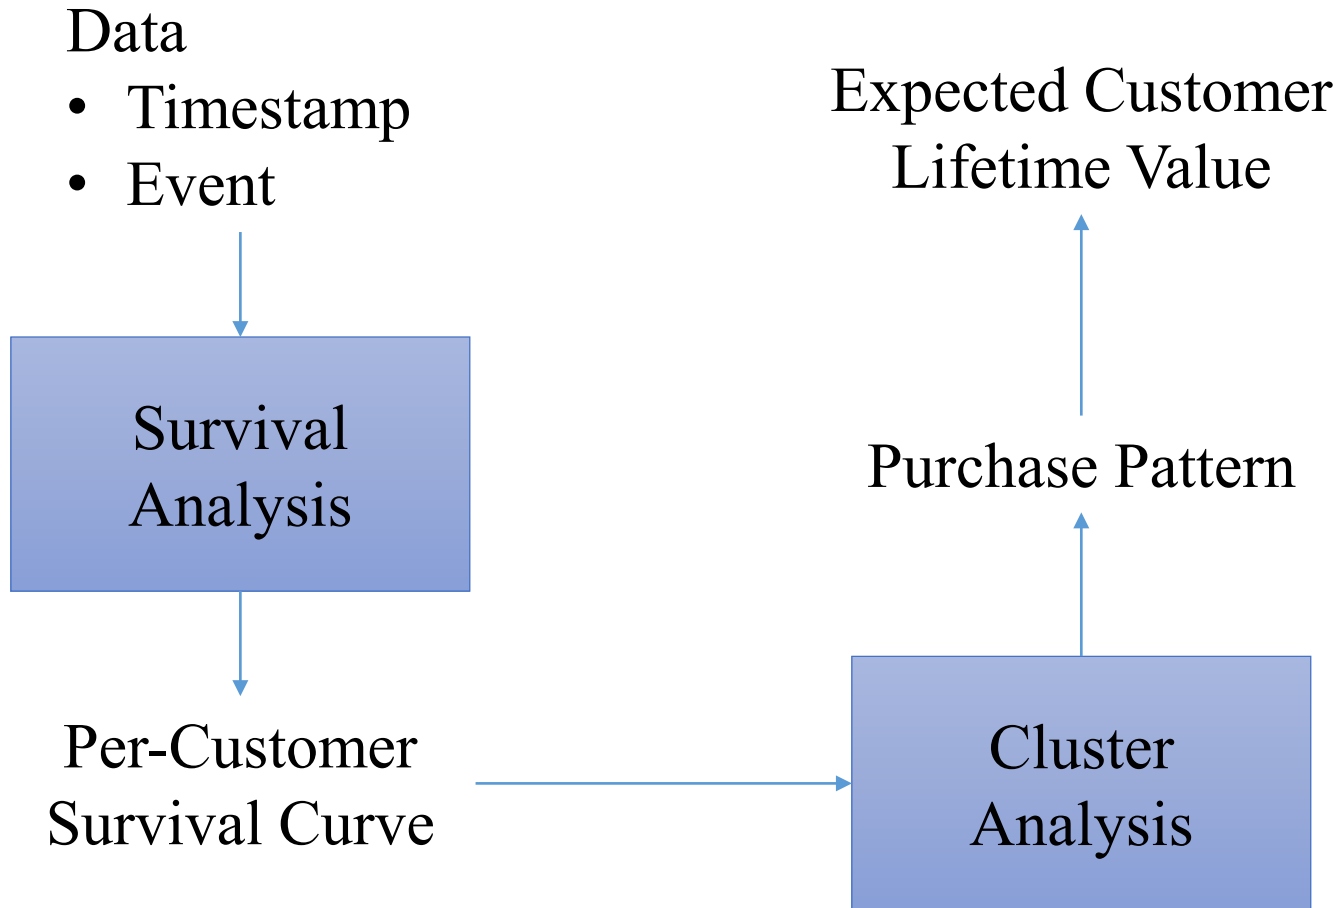 Data
• Timestamp
• Event
Survival
Analysis
Per-Customer
Survival Curve
Cluster
Analysis
Purchase Pattern
Expected Customer
Lifetime Value